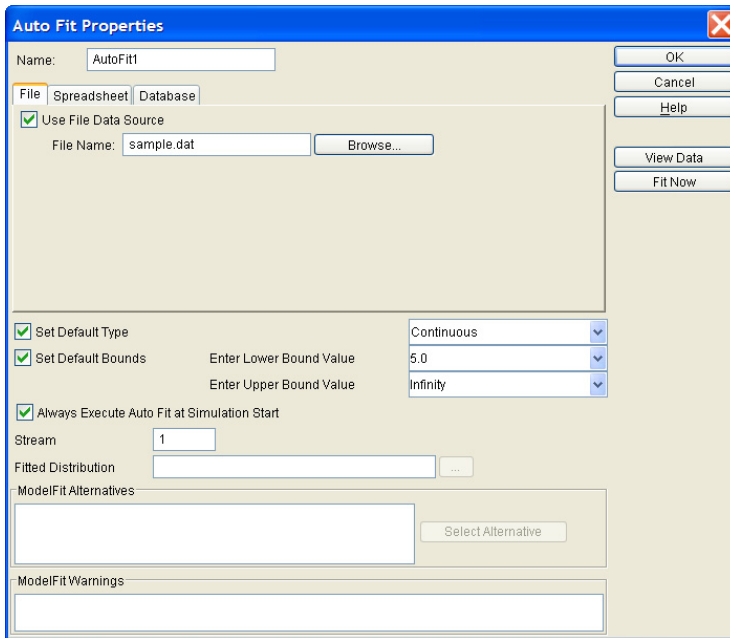 Auto Fit Properties
Name: AutoFit1
OK
Cancel
Help
File Spreadsheet Database
Use File Data Source
File Name: sample.dat Browse...
View Data
Fit Now
Set Default Type Continuous
Set Default Bounds Enter Lower Bound Value 5.0
Enter Upper Bound Value Infinity
Always Execute Auto Fit at Simulation Start
Stream 1
Fitted Distribution ...
ModelFit Alternatives
Select Alternative
ModelFit Warnings